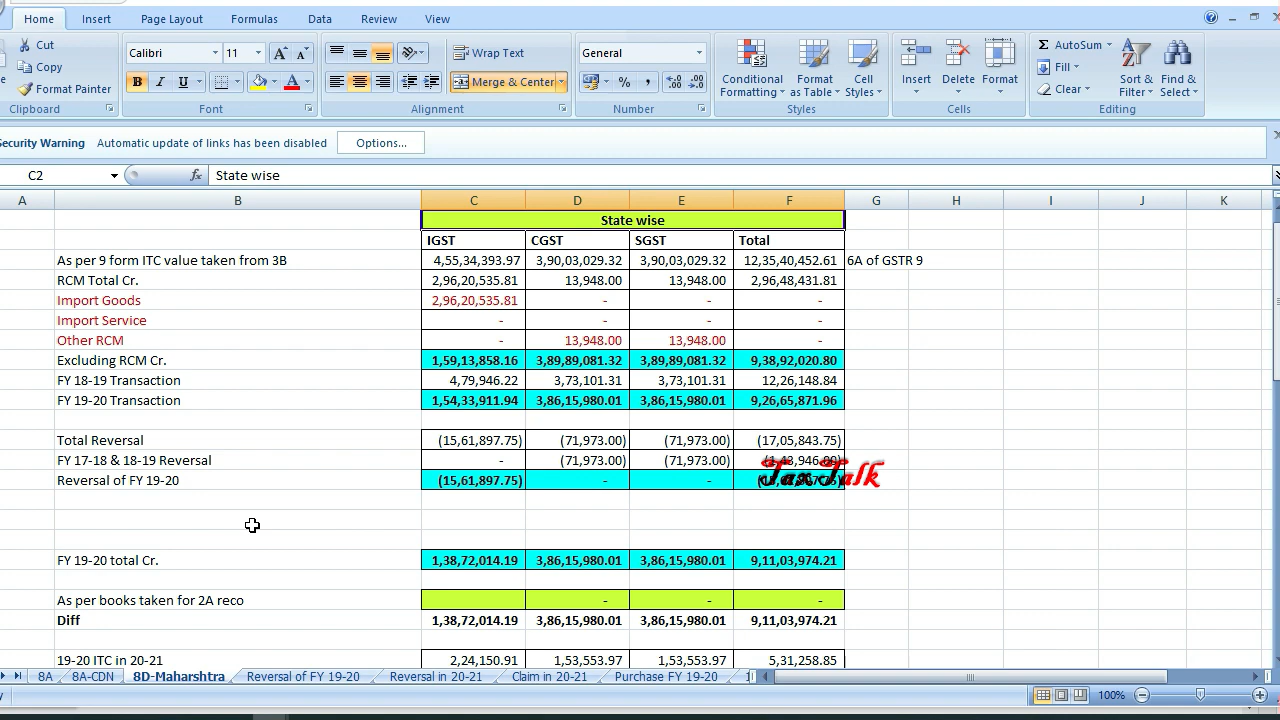 Home Insert Page Layout Formulas Data Review View
Cut
Copy
Format Painter
Clipboard
Calibri 11
B I U
Font
Wrap Text
Merge & Center
Alignment
General
% ,
Number
Conditional Formatting
Format as Table
Cell Styles
Styles
Insert Delete Format
Cells
Σ AutoSum
Fill
Clear
Sort & Filter
Find & Select
Editing
Security Warning Automatic update of links has been disabled Options...
C2 fx State wise
A B C D E F G H I J K
State wise
IGST CGST SGST Total
As per 9 form ITC value taken from 3B 4,55,34,393.97 3,90,03,029.32 3,90,03,029.32 12,35,40,452.61 6A of GSTR 9
RCM Total Cr. 2,96,20,535.81 13,948.00 13,948.00 2,96,48,431.81
Import Goods 2,96,20,535.81 - - -
Import Service - - - -
Other RCM - 13,948.00 13,948.00 -
Excluding RCM Cr. 1,59,13,858.16 3,89,89,081.32 3,89,89,081.32 9,38,92,020.80
FY 18-19 Transaction 4,79,946.22 3,73,101.31 3,73,101.31 12,26,148.84
FY 19-20 Transaction 1,54,33,911.94 3,86,15,980.01 3,86,15,980.01 9,26,65,871.96
Total Reversal (15,61,897.75) (71,973.00) (71,973.00) (17,05,843.75)
FY 17-18 & 18-19 Reversal - (71,973.00) (71,973.00)
Reversal of FY 19-20 (15,61,897.75) - -
Tax Talk
FY 19-20 total Cr. 1,38,72,014.19 3,86,15,980.01 3,86,15,980.01 9,11,03,974.21
As per books taken for 2A reco - - -
Diff 1,38,72,014.19 3,86,15,980.01 3,86,15,980.01 9,11,03,974.21
19-20 ITC in 20-21 2,24,150.91 1,53,553.97 1,53,553.97 5,31,258.85
8A 8A-CDN 8D-Maharshtra Reversal of FY 19-20 Reversal in 20-21 Claim in 20-21 Purchase FY 19-20
100%